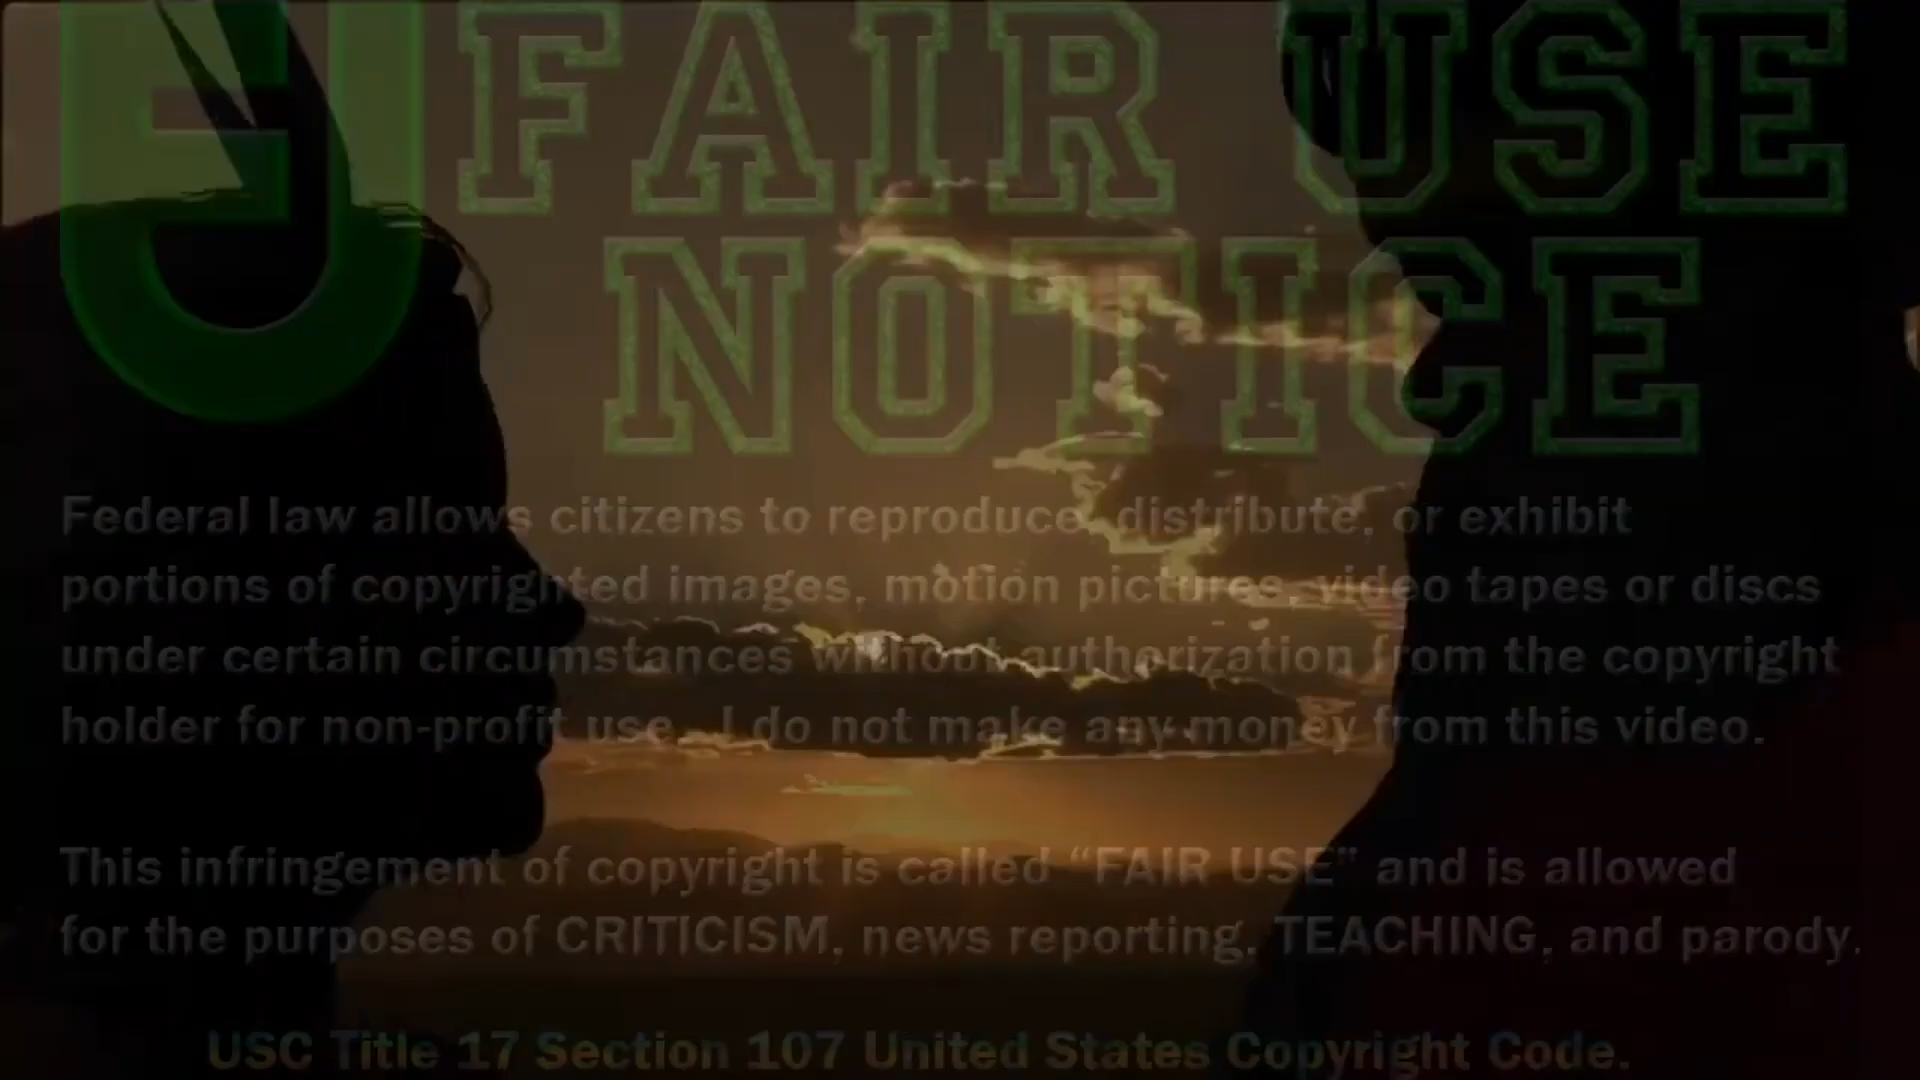 FAIR USE
NOTICE
Federal law allows citizens to reproduce, distribute, or exhibit
portions of copyrighted images, motion pictures, video tapes or discs
under certain circumstances without authorization from the copyright
holder for non-profit use. I do not make any money from this video.
This infringement of copyright is called “FAIR USE” and is allowed
for the purposes of CRITICISM, news reporting, TEACHING, and parody.
USC Title 17 Section 107 United States Copyright Code.